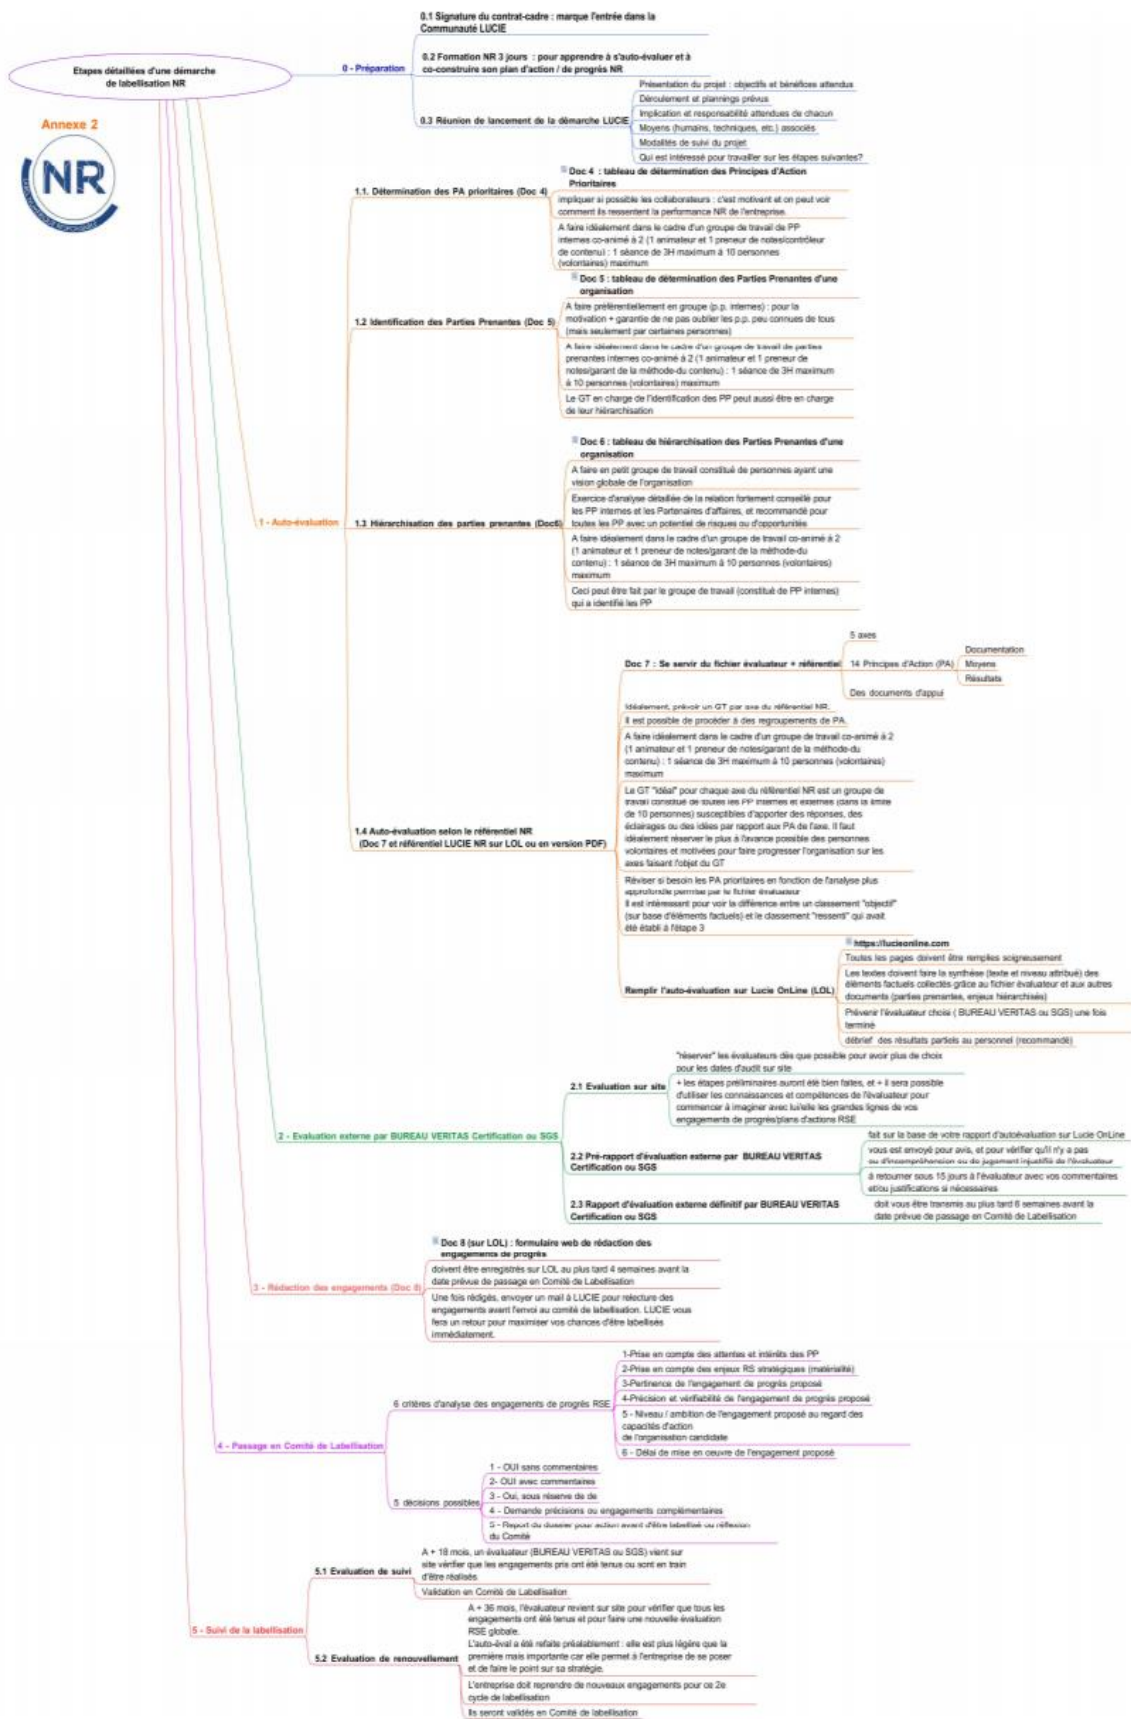 Etapes détaillées d'une démarche
de labellisation NR
Annexe 2
NR
0 - Préparation
0.1 Signature du contrat-cadre : marque l'entrée dans la
Communauté LUCIE
0.2 Formation NR 3 jours : pour apprendre à s'auto-évaluer et à
co-construire son plan d'action / de progrès NR
0.3 Réunion de lancement de la démarche LUCIE
Présentation du projet : objectifs et bénéfices attendus
Déroulement et plannings prévus
Implication et responsabilité attendues de chacun
Moyens (humains, techniques, etc.) associés
Modalités de suivi du projet
Qui est intéressé pour travailler sur les étapes suivantes?
1 - Auto-évaluation
1.1. Détermination des PA prioritaires (Doc 4)
Doc 4 : tableau de détermination des Principes d'Action
Prioritaires
impliquer si possible les collaborateurs : c'est motivant et on peut voir
comment ils ressentent la performance NR de l'entreprise.
A faire idéalement dans le cadre d'un groupe de travail de PP
internes co-animé à 2 (1 animateur et 1 preneur de notes/contrôleur
de contenu) : 1 séance de 3H maximum à 10 personnes
(volontaires) maximum
1.2 Identification des Parties Prenantes (Doc 5)
Doc 5 : tableau de détermination des Parties Prenantes d'une
organisation
A faire préférentiellement en groupe (p.p. internes) : pour la
motivation + garantie de ne pas oublier les p.p. peu connues de tous
(mais seulement par certaines personnes)
A faire idéalement dans le cadre d'un groupe de travail de parties
prenantes internes co-animé à 2 (1 animateur et 1 preneur de
notes/garant de la méthode-du contenu) : 1 séance de 3H maximum
à 10 personnes (volontaires) maximum
Le GT en charge de l'identification des PP peut aussi être en charge
de leur hiérarchisation
1.3 Hiérarchisation des parties prenantes (Doc6)
Doc 6 : tableau de hiérarchisation des Parties Prenantes d'une
organisation
A faire en petit groupe de travail constitué de personnes ayant une
vision globale de l'organisation
Exercice d'analyse détaillée de la relation fortement conseillé pour
les PP internes et les Partenaires d'affaires, et recommandé pour
toutes les PP avec un potentiel de risques ou d'opportunités
A faire idéalement dans le cadre d'un groupe de travail co-animé à 2
(1 animateur et 1 preneur de notes/garant de la méthode-du
contenu) : 1 séance de 3H maximum à 10 personnes (volontaires)
maximum
Ceci peut être fait par le groupe de travail (constitué de PP internes)
qui a identifié les PP
1.4 Auto-évaluation selon le référentiel NR
(Doc 7 et référentiel LUCIE NR sur LOL ou en version PDF)
Doc 7 : Se servir du fichier évaluateur + référentiel
5 axes
14 Principes d'Action (PA)
Documentation
Moyens
Résultats
Des documents d'appui
Idéalement, prévoir un GT par axe du référentiel NR.
Il est possible de procéder à des regroupements de PA.
A faire idéalement dans le cadre d'un groupe de travail co-animé à 2
(1 animateur et 1 preneur de notes/garant de la méthode-du
contenu) : 1 séance de 3H maximum à 10 personnes (volontaires)
maximum
Le GT "idéal" pour chaque axe du référentiel NR est un groupe de
travail constitué de toutes les PP internes et externes (dans la limite
de 10 personnes) susceptibles d'apporter des réponses, des
éclairages ou des idées par rapport aux PA de l'axe. Il faut
idéalement réserver le plus à l'avance possible des personnes
volontaires et motivées pour faire progresser l'organisation sur les
axes faisant l'objet du GT
Réviser si besoin les PA prioritaires en fonction de l'analyse plus
approfondie permise par le fichier évaluateur
Il est intéressant pour voir la différence entre un classement "objectif"
(sur base d'éléments factuels) et le classement "ressenti" qui avait
été établi à l'étape 3
Remplir l'auto-évaluation sur Lucie OnLine (LOL)
https://lucieonline.com
Toutes les pages doivent être remplies soigneusement
Les textes doivent faire la synthèse (texte et niveau attribué) des
éléments factuels collectés grâce au fichier évaluateur et aux autres
documents (parties prenantes, enjeux hiérarchisés)
Prévenir l'évaluateur choisi ( BUREAU VERITAS ou SGS) une fois
terminé
débrief des résultats partiels au personnel (recommandé)
2 - Evaluation externe par BUREAU VERITAS Certification ou SGS
2.1 Evaluation sur site
"réserver" les évaluateurs dès que possible pour avoir plus de choix
pour les dates d'audit sur site
+ les étapes préliminaires auront été bien faites, et + il sera possible
d'utiliser les connaissances et compétences de l'évaluateur pour
commencer à imaginer avec lui/elle les grandes lignes de vos
engagements de progrès/plans d'actions RSE
2.2 Pré-rapport d'évaluation externe par BUREAU VERITAS
Certification ou SGS
fait sur la base de votre rapport d'autoévaluation sur Lucie OnLine
vous est envoyé pour avis, et pour vérifier qu'il n'y a pas
eu d'incompréhension ou de jugement injustifié de l'évaluateur
à retourner sous 15 jours à l'évaluateur avec vos commentaires
et/ou justifications si nécessaires
2.3 Rapport d'évaluation externe définitif par BUREAU VERITAS
Certification ou SGS
doit vous être transmis au plus tard 6 semaines avant la
date prévue de passage en Comité de Labellisation
3 - Rédaction des engagements (Doc 8)
Doc 8 (sur LOL) : formulaire web de rédaction des
engagements de progrès
doivent être enregistrés sur LOL au plus tard 4 semaines avant la
date prévue de passage en Comité de Labellisation
Une fois rédigés, envoyer un mail à LUCIE pour relecture des
engagements avant l'envoi au comité de labellisation. LUCIE vous
fera un retour pour maximiser vos chances d'être labellisés
immédiatement.
4 - Passage en Comité de Labellisation
6 critères d'analyse des engagements de progrès RSE
1-Prise en compte des attentes et intérêts des PP
2-Prise en compte des enjeux RS stratégiques (matérialité)
3-Pertinence de l'engagement de progrès proposé
4-Précision et vérifiabilité de l'engagement de progrès proposé
5 - Niveau / ambition de l'engagement proposé au regard des
capacités d'action
de l'organisation candidate
6 - Délai de mise en oeuvre de l'engagement proposé
5 décisions possibles
1 - OUI sans commentaires
2- OUI avec commentaires
3 - Oui, sous réserve de de
4 - Demande précisions ou engagements complémentaires
5 - Report du dossier pour action avant d'être labellisé ou réflexion
du Comité
5 - Suivi de la labellisation
5.1 Evaluation de suivi
A + 18 mois, un évaluateur (BUREAU VERITAS ou SGS) vient sur
site vérifier que les engagements pris ont été tenus ou sont en train
d'être réalisés
Validation en Comité de Labellisation
5.2 Evaluation de renouvellement
A + 36 mois, l'évaluateur revient sur site pour vérifier que tous les
engagements ont été tenus et pour faire une nouvelle évaluation
RSE globale.
L'auto-éval a été refaite préalablement : elle est plus légère que la
première mais importante car elle permet à l'entreprise de se poser
et de faire le point sur sa stratégie.
L'entreprise doit reprendre de nouveaux engagements pour ce 2e
cycle de labellisation
Ils seront validés en Comité de labellisation